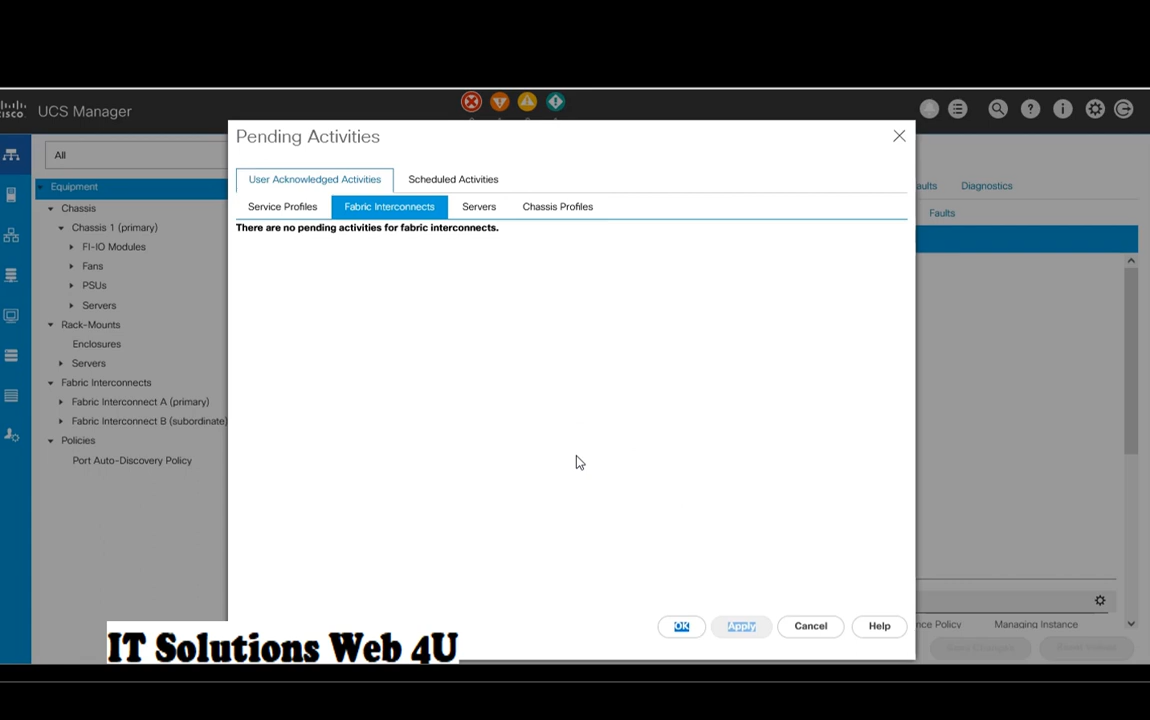 CISCO
UCS Manager
Pending Activities
All
User Acknowledged Activities
Scheduled Activities
aults
Diagnostics
Equipment
Service Profiles
Fabric Interconnects
Servers
Chassis Profiles
Faults
Chassis
There are no pending activities for fabric interconnects.
Chassis 1 (primary)
FI-IO Modules
Fans
PSUs
Servers
Rack-Mounts
Enclosures
Servers
Fabric Interconnects
Fabric Interconnect A (primary)
Fabric Interconnect B (subordinate)
Policies
Port Auto-Discovery Policy
OK
Apply
Cancel
Help
nce Policy
Managing Instance
IT Solutions Web 4U